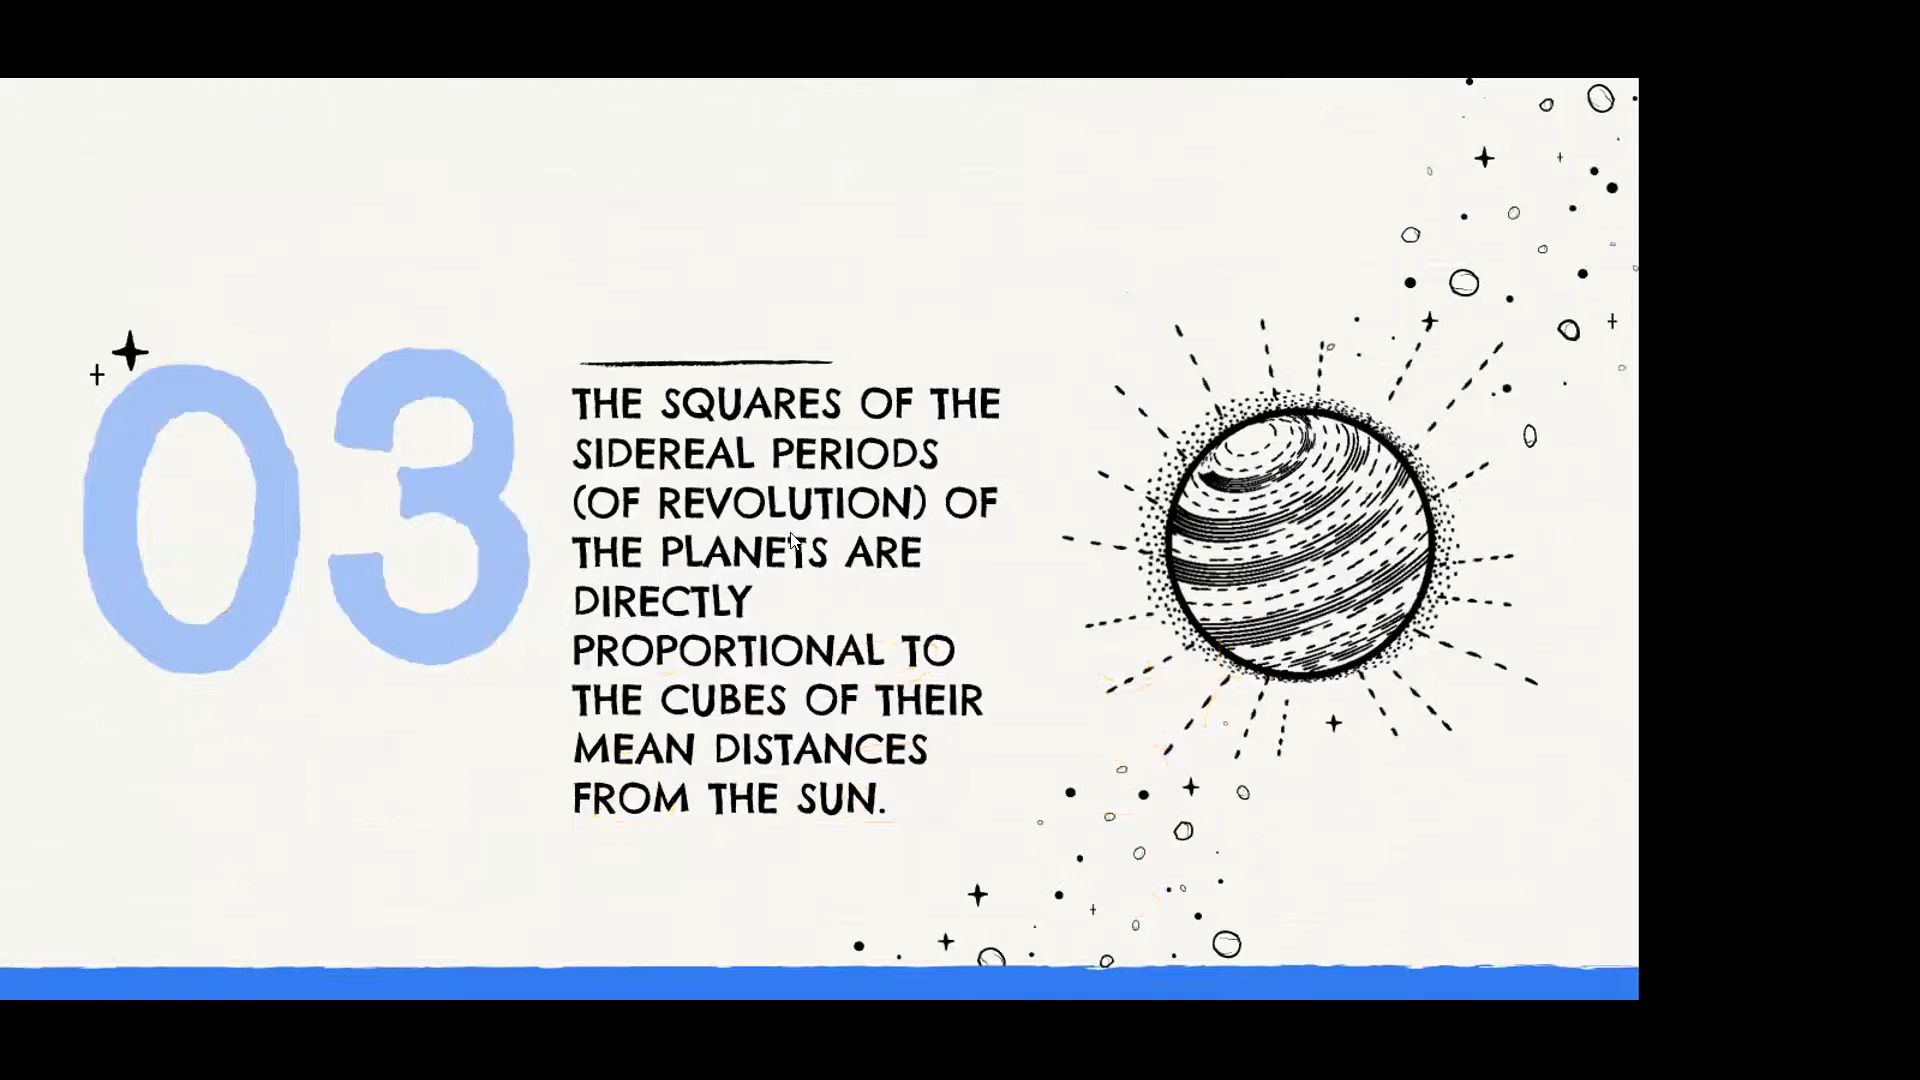 03
THE SQUARES OF THE
SIDEREAL PERIODS
(OF REVOLUTION) OF
THE PLANETS ARE
DIRECTLY
PROPORTIONAL TO
THE CUBES OF THEIR
MEAN DISTANCES
FROM THE SUN.